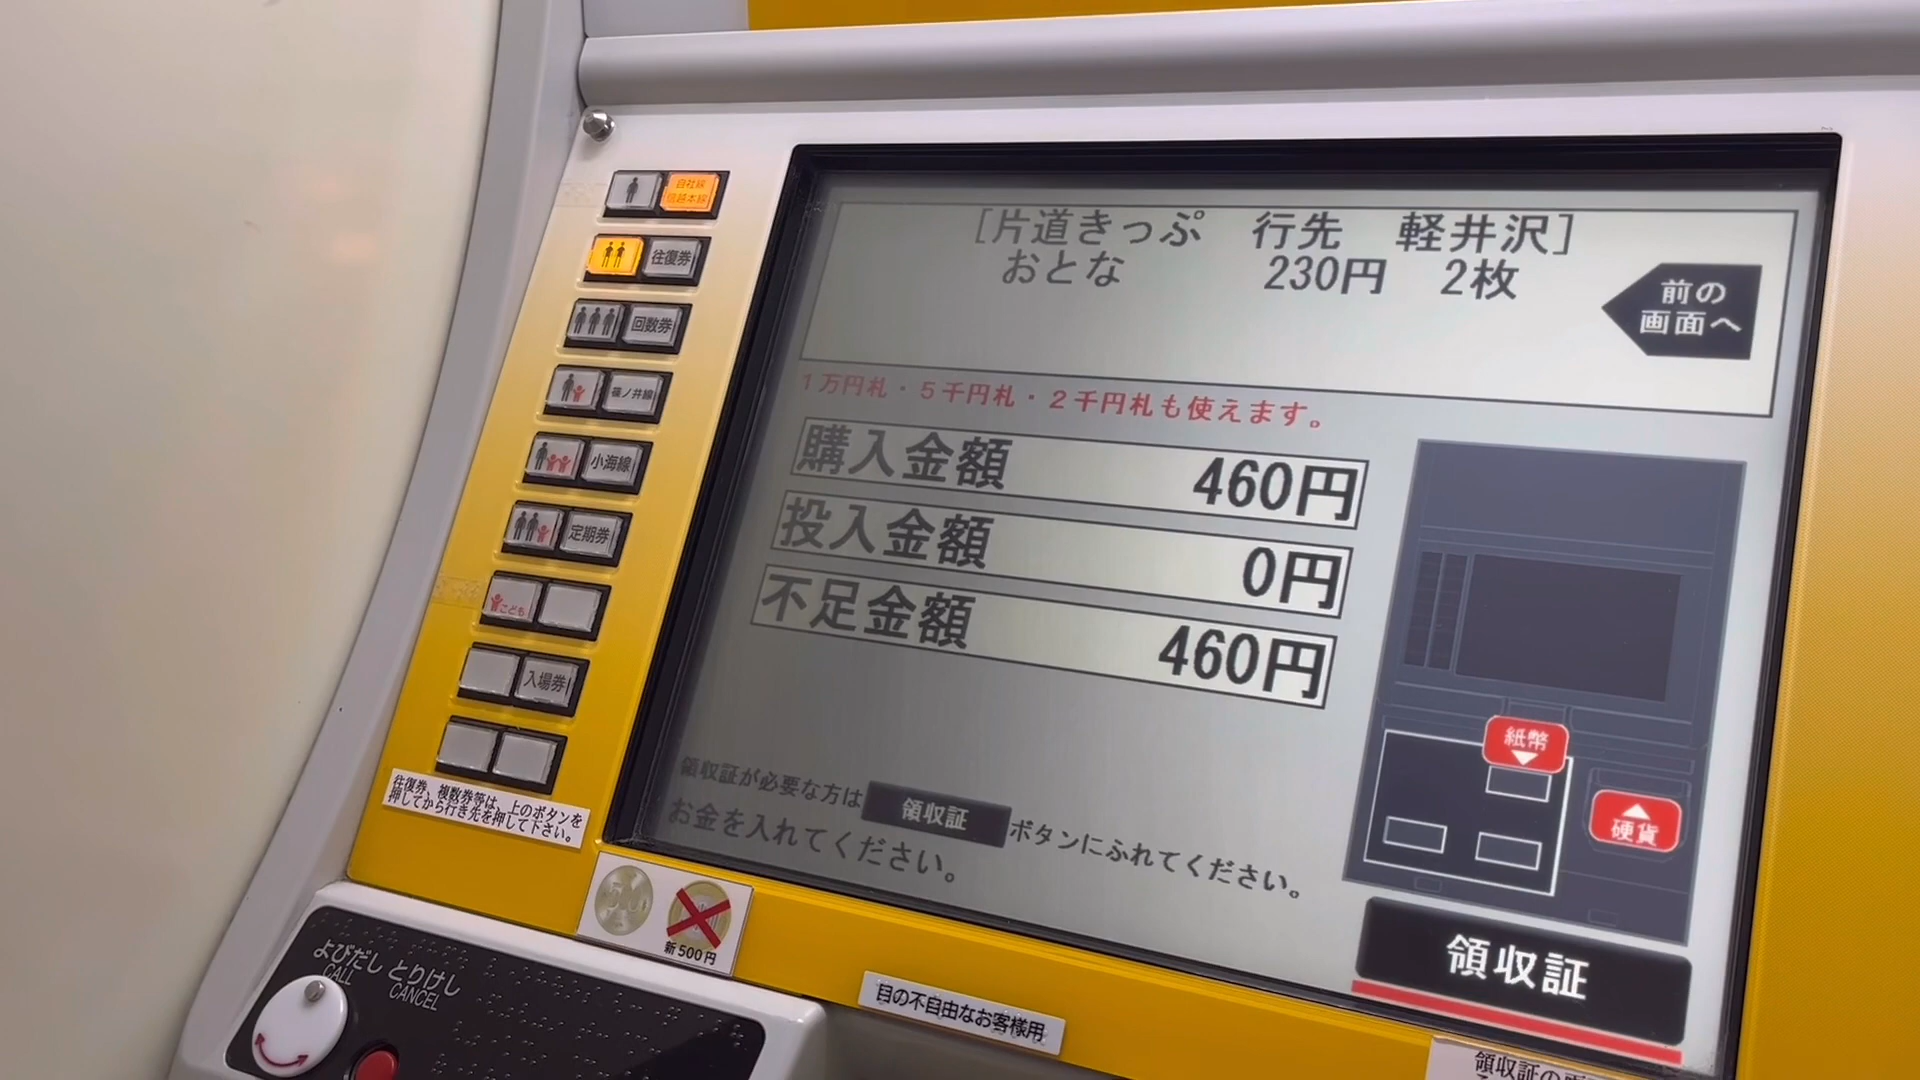 自社線
信越本線
往復券
回数券
篠ノ井線
小海線
定期券
こども
入場券
往復券、複数券等は、上のボタンを
押してから行き先を押して下さい。
[片道きっぷ 行先 軽井沢]
おとな 230円 2枚
前の
画面へ
1万円札・5千円札・2千円札も使えます。
購入金額 460円
投入金額 0円
不足金額 460円
紙幣
硬貨
領収証が必要な方は 領収証 ボタンにふれてください。
お金を入れてください。
領収証
新500円
よびだし とりけし
CALL CANCEL
目の不自由なお客様用